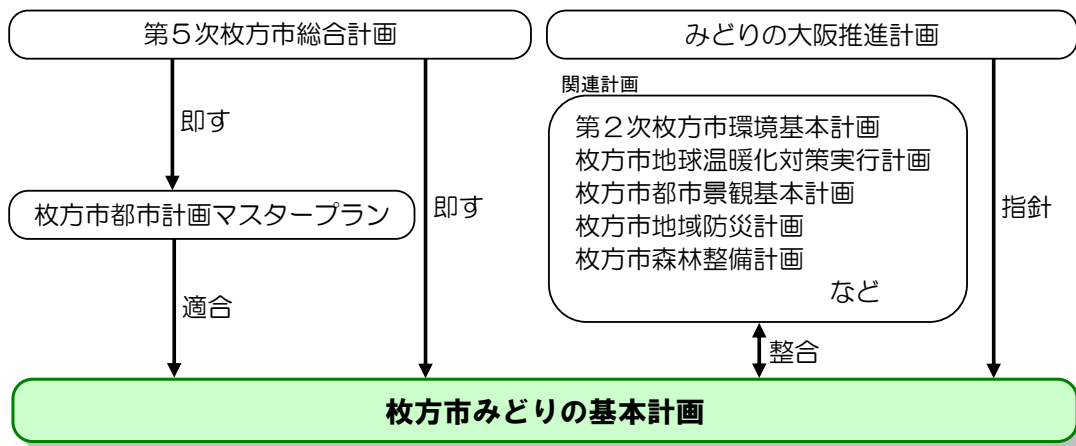 第5次枚方市総合計画
みどりの大阪推進計画
関連計画
即す
第2次枚方市環境基本計画
枚方市地球温暖化対策実行計画
枚方市都市景観基本計画
枚方市地域防災計画
枚方市森林整備計画
など
枚方市都市計画マスタープラン
即す
指針
適合
整合
枚方市みどりの基本計画